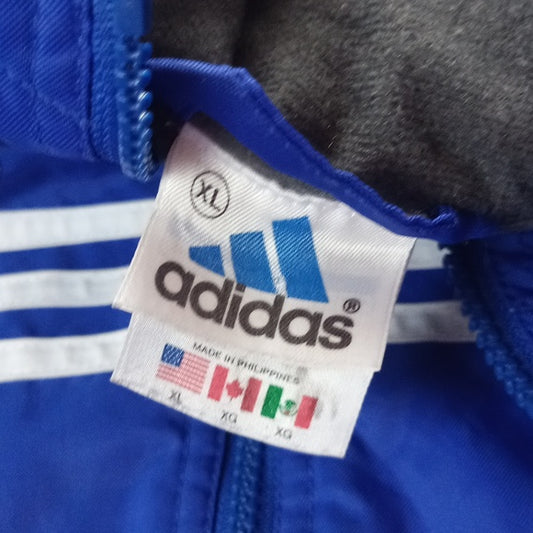 XL
adidas®
MADE IN PHILIPPINES
XL XG XG